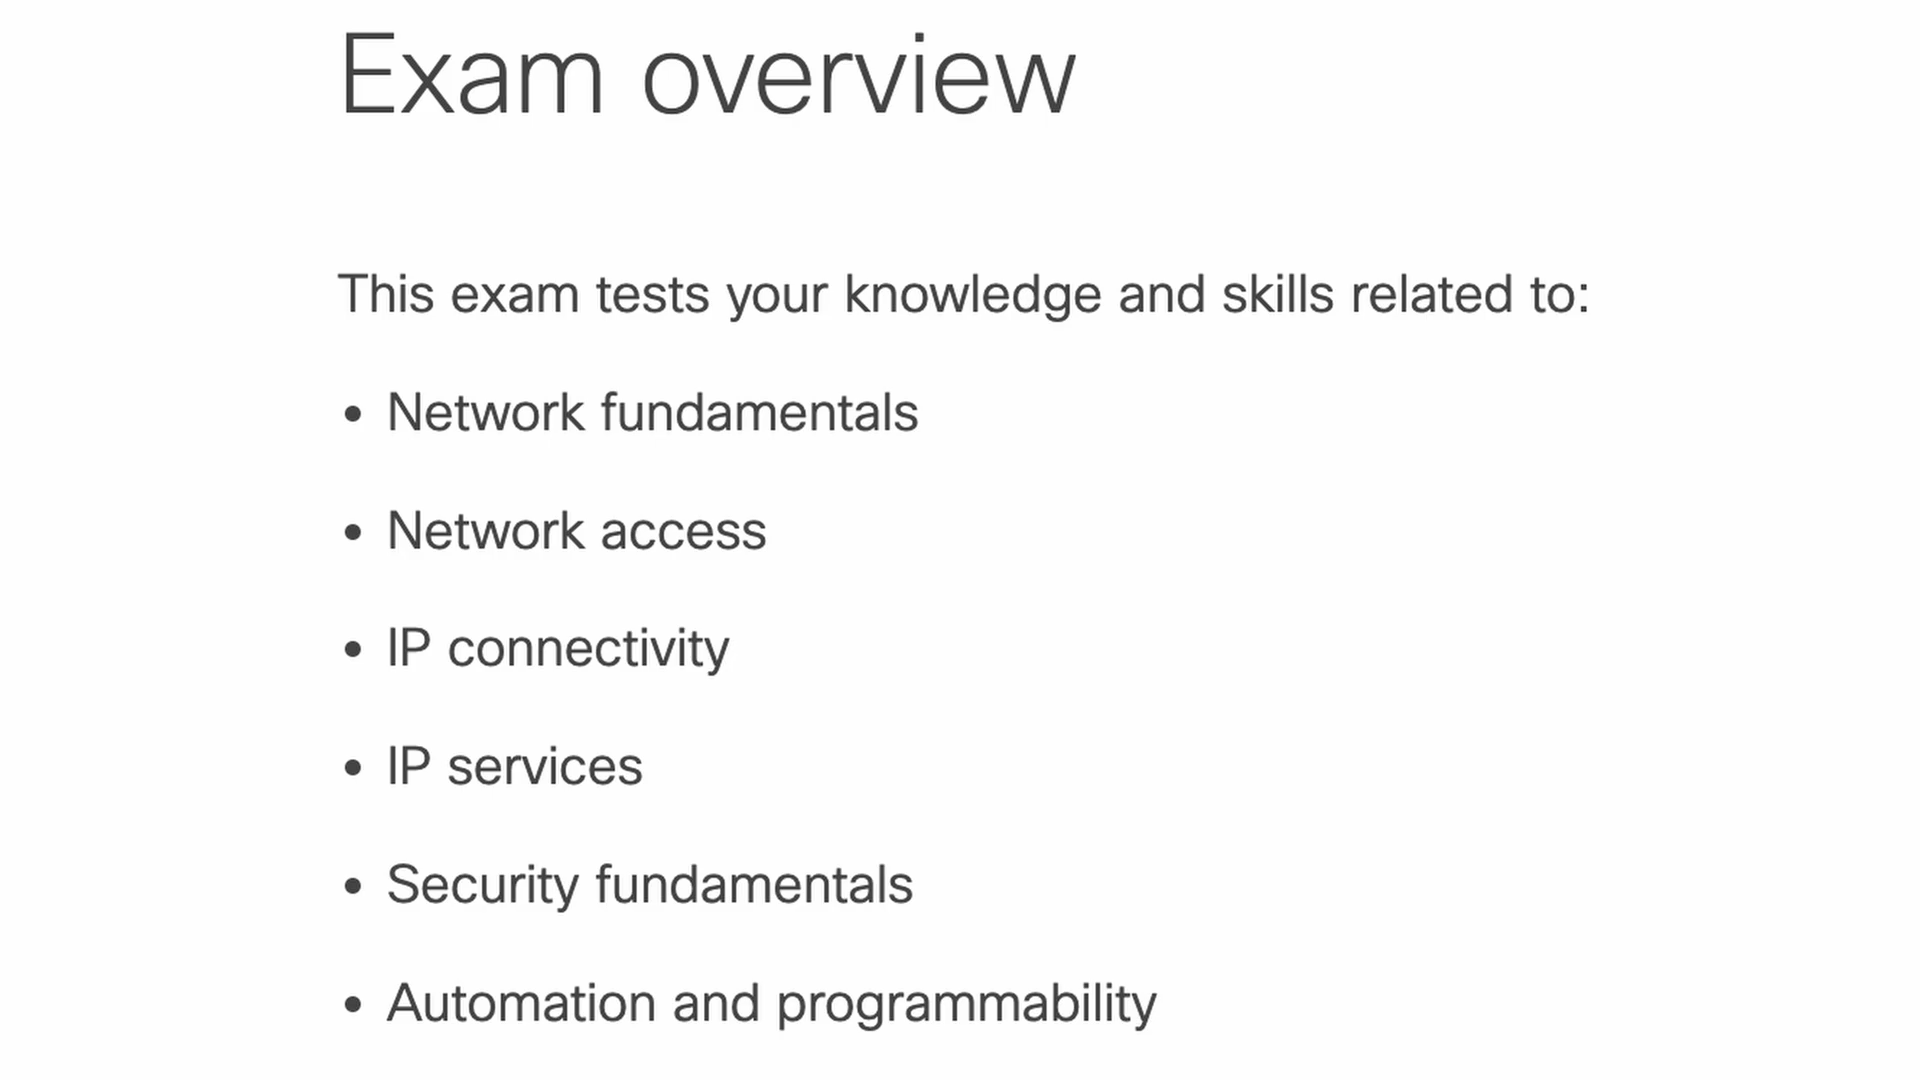 Exam overview
This exam tests your knowledge and skills related to:
• Network fundamentals
• Network access
• IP connectivity
• IP services
• Security fundamentals
• Automation and programmability